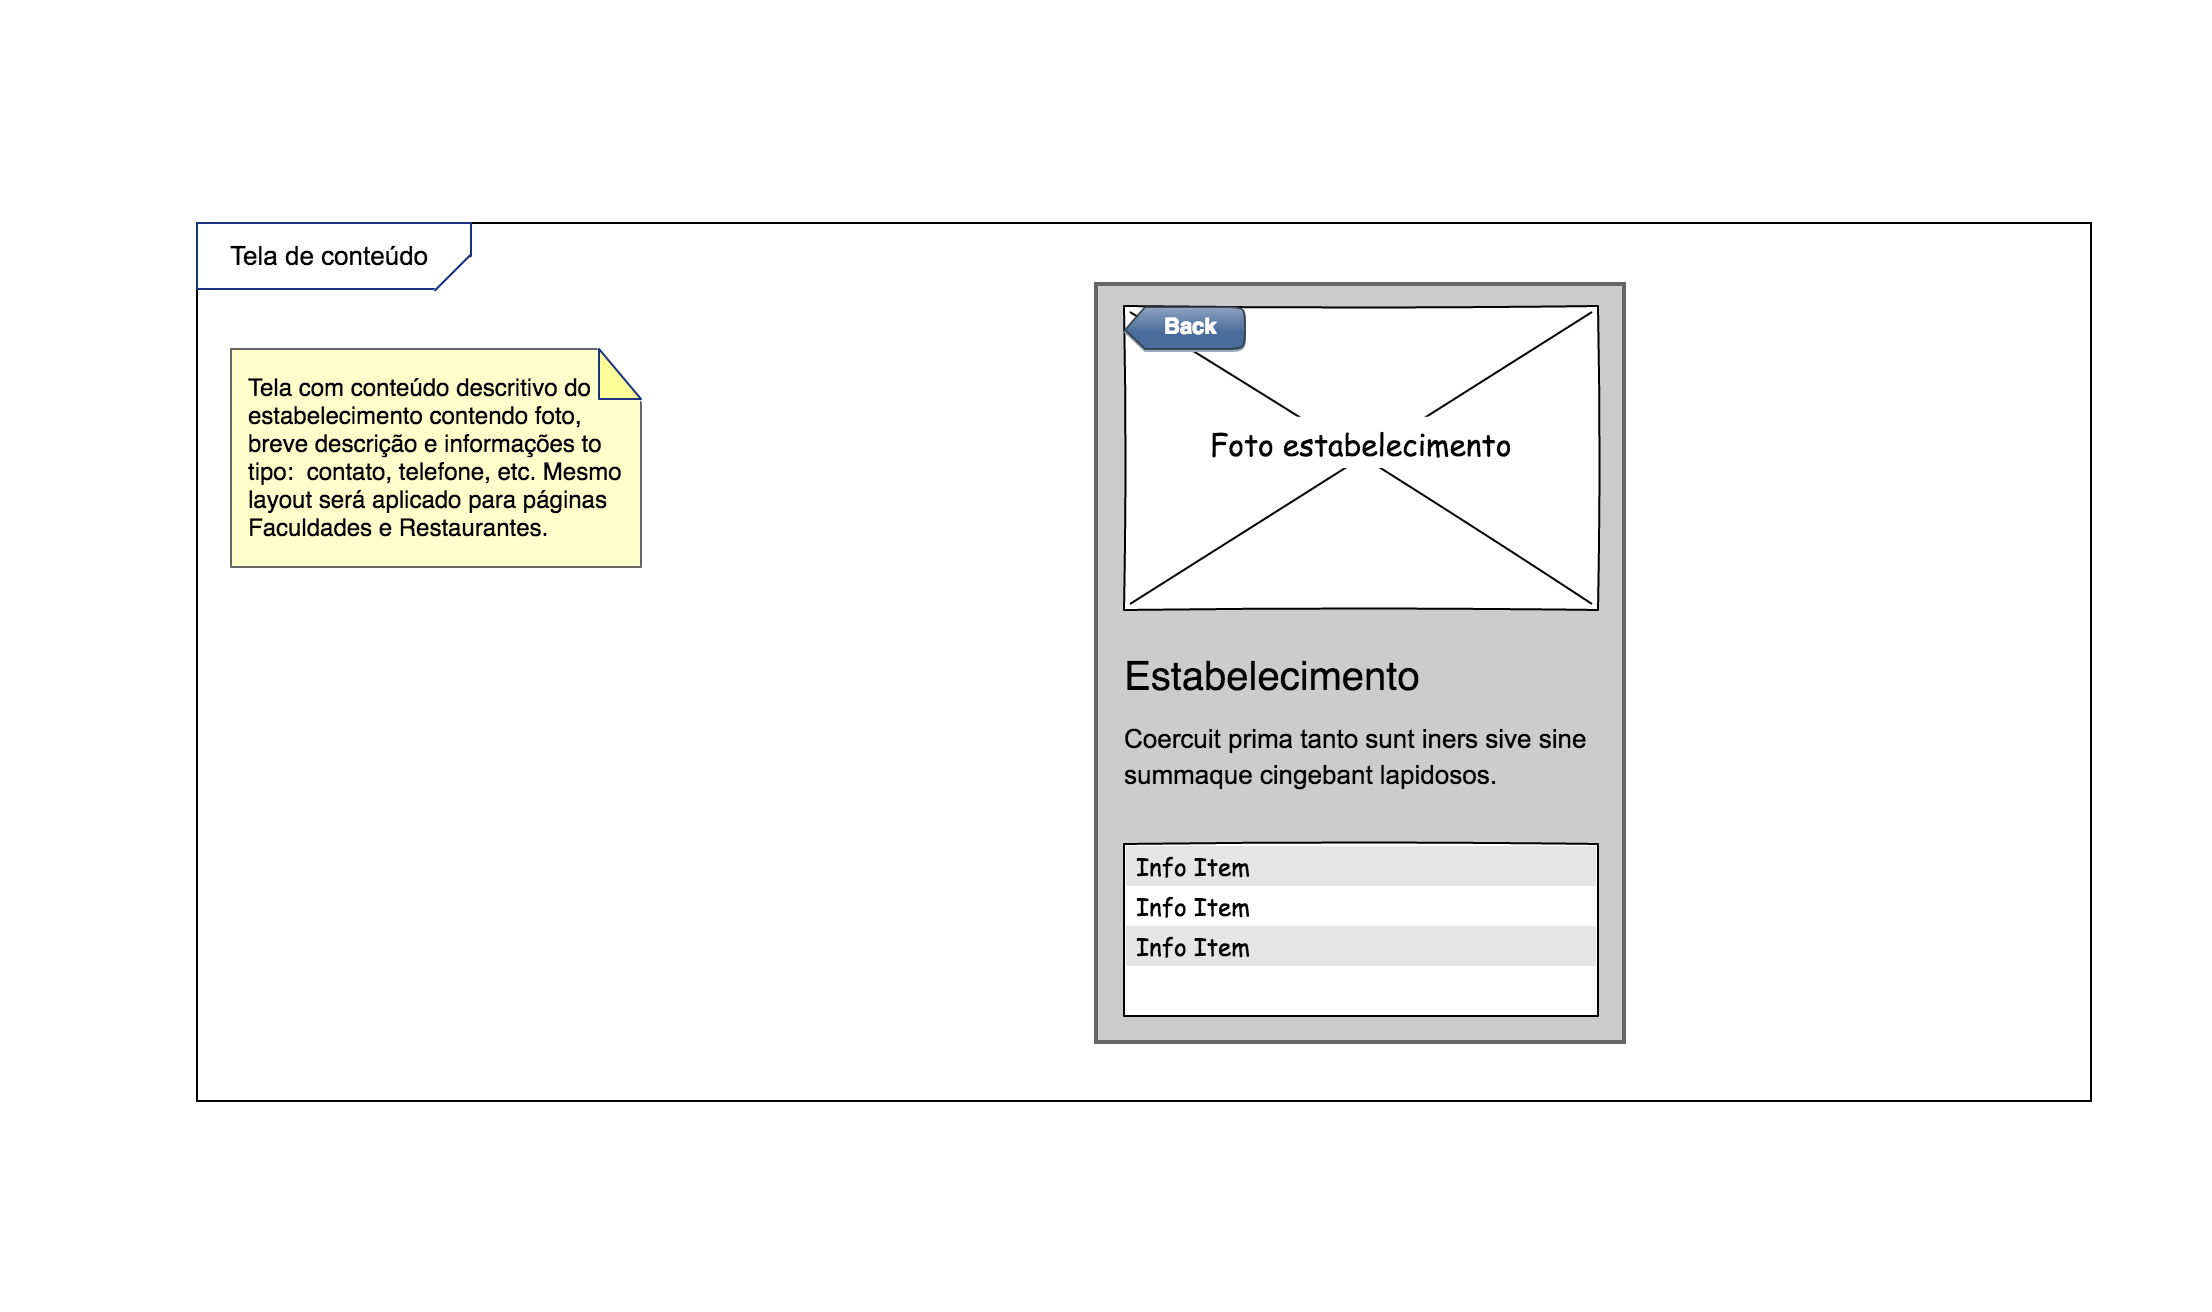 Tela de conteúdo
Tela com conteúdo descritivo do
estabelecimento contendo foto,
breve descrição e informações to
tipo:  contato, telefone, etc. Mesmo
layout será aplicado para páginas
Faculdades e Restaurantes.
Back
Foto estabelecimento
Estabelecimento
Coercuit prima tanto sunt iners sive sine
summaque cingebant lapidosos.
Info Item
Info Item
Info Item